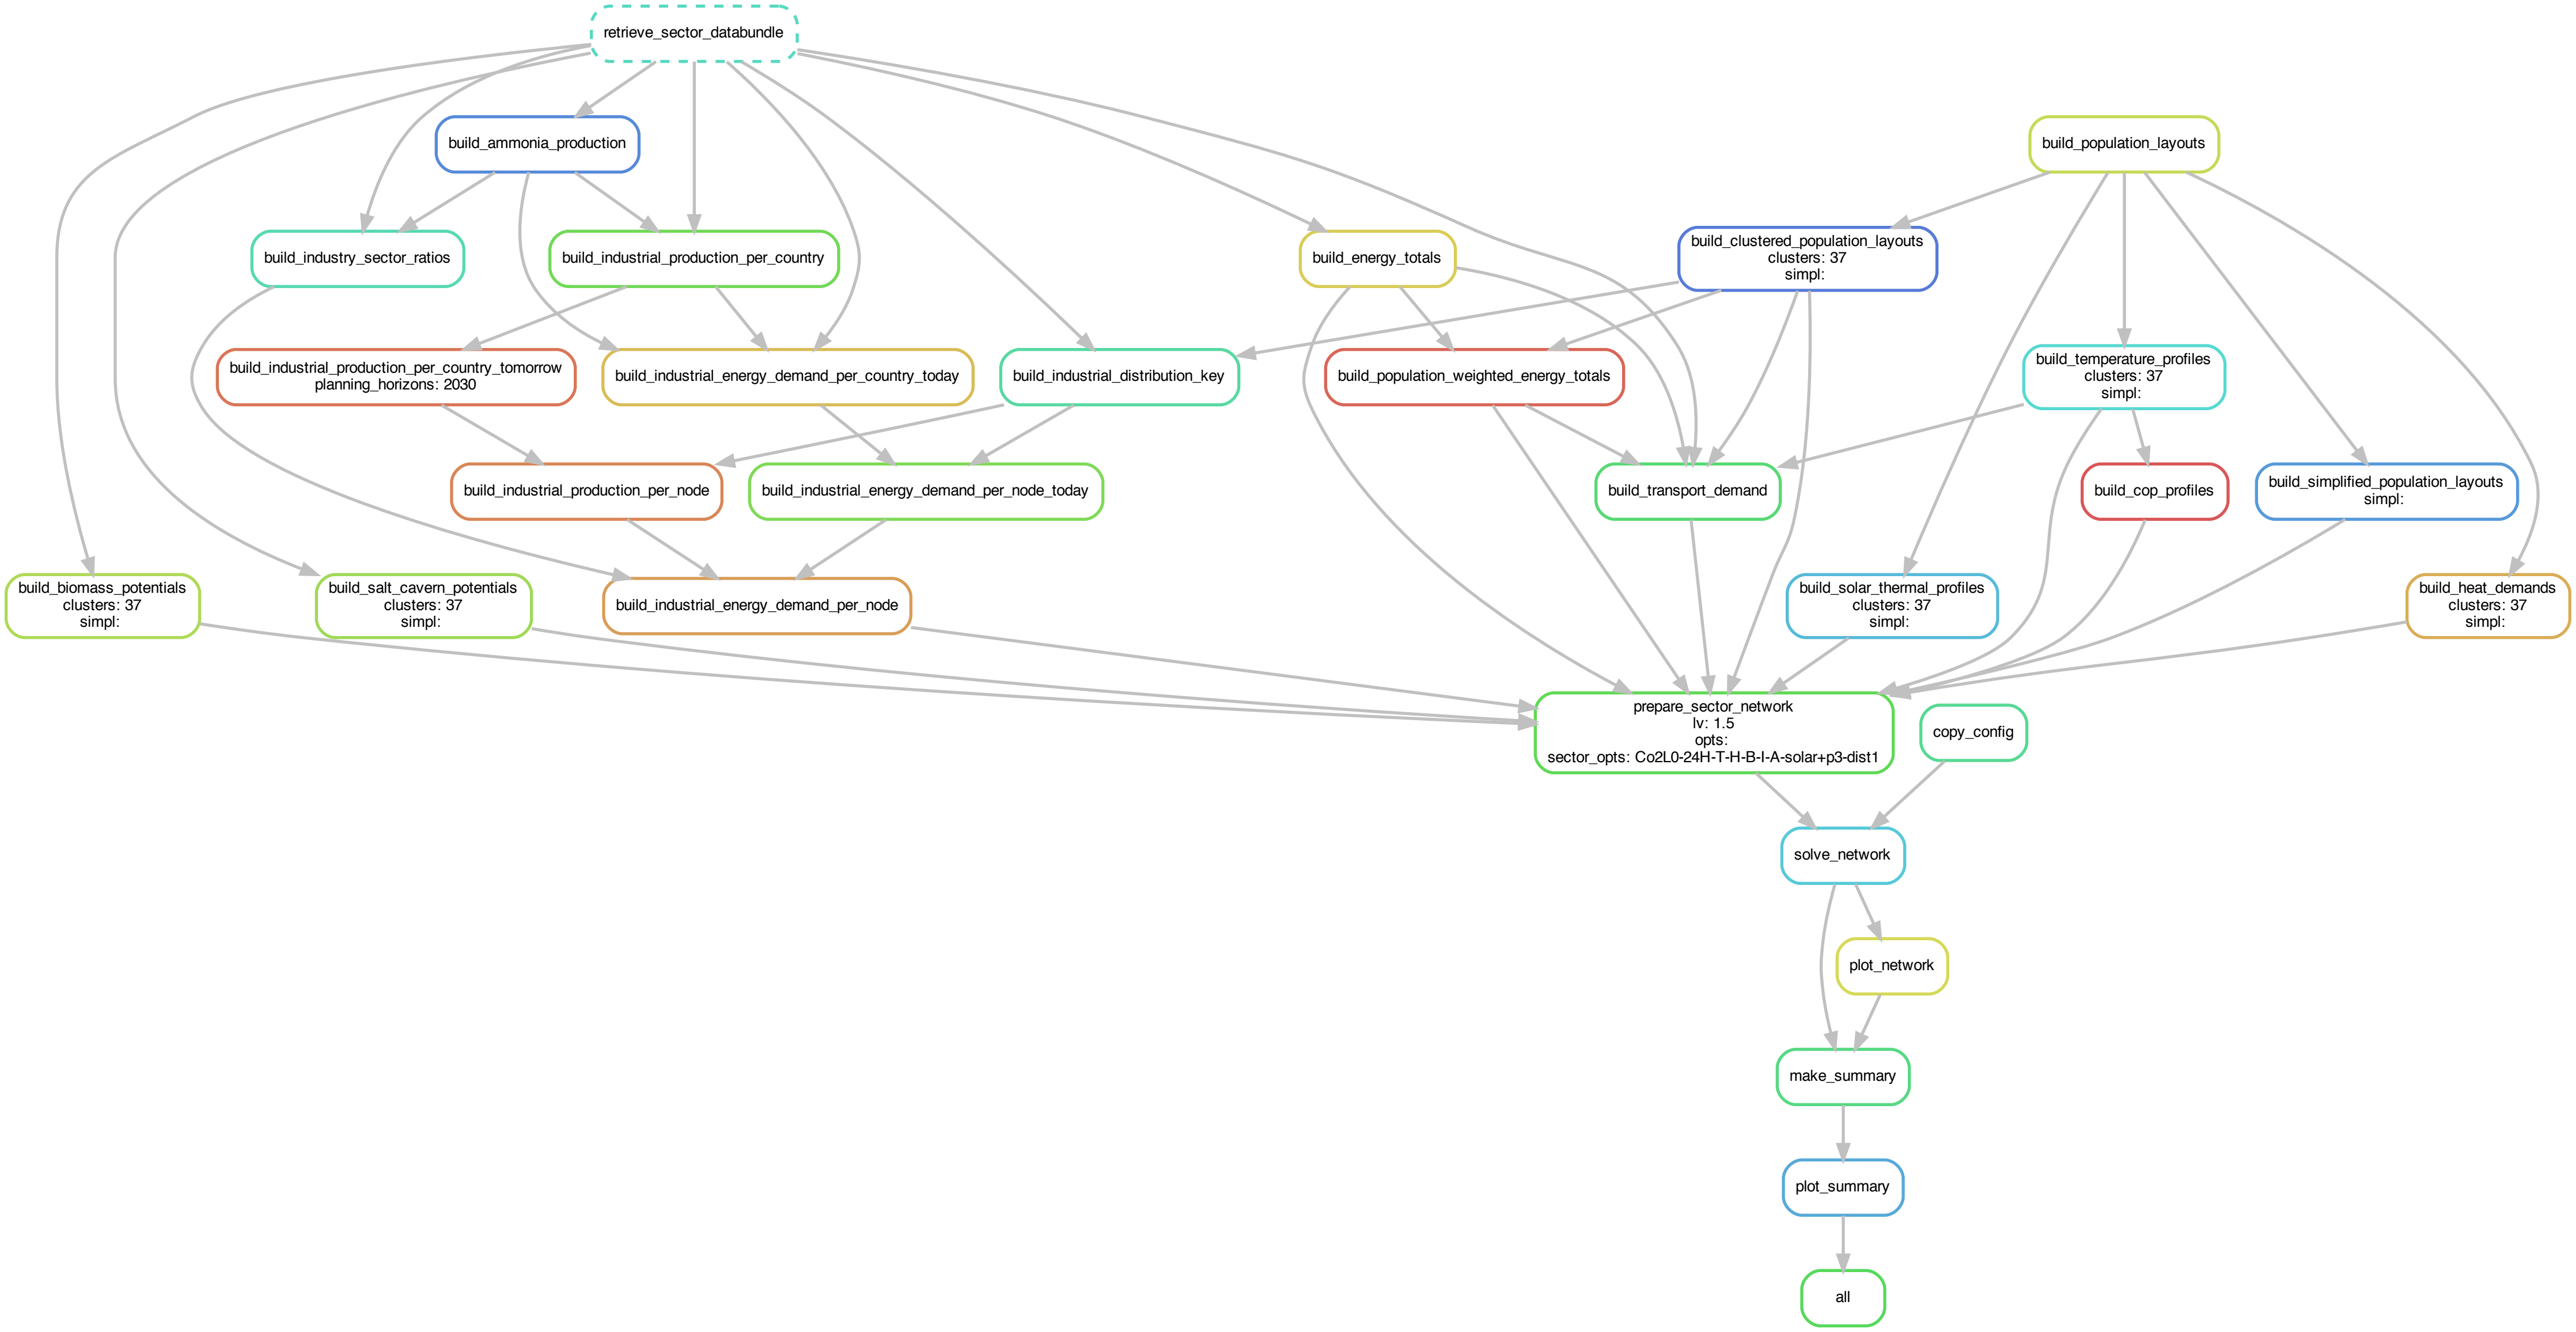 retrieve_sector_databundle
build_ammonia_production
build_population_layouts
build_industry_sector_ratios
build_industrial_production_per_country
build_energy_totals
build_clustered_population_layouts
clusters: 37
simpl:
build_industrial_production_per_country_tomorrow
planning_horizons: 2030
build_industrial_energy_demand_per_country_today
build_industrial_distribution_key
build_population_weighted_energy_totals
build_temperature_profiles
clusters: 37
simpl:
build_industrial_production_per_node
build_industrial_energy_demand_per_node_today
build_transport_demand
build_cop_profiles
build_simplified_population_layouts
simpl:
build_biomass_potentials
clusters: 37
simpl:
build_salt_cavern_potentials
clusters: 37
simpl:
build_industrial_energy_demand_per_node
build_solar_thermal_profiles
clusters: 37
simpl:
build_heat_demands
clusters: 37
simpl:
prepare_sector_network
lv: 1.5
opts:
sector_opts: Co2L0-24H-T-H-B-I-A-solar+p3-dist1
copy_config
solve_network
plot_network
make_summary
plot_summary
all